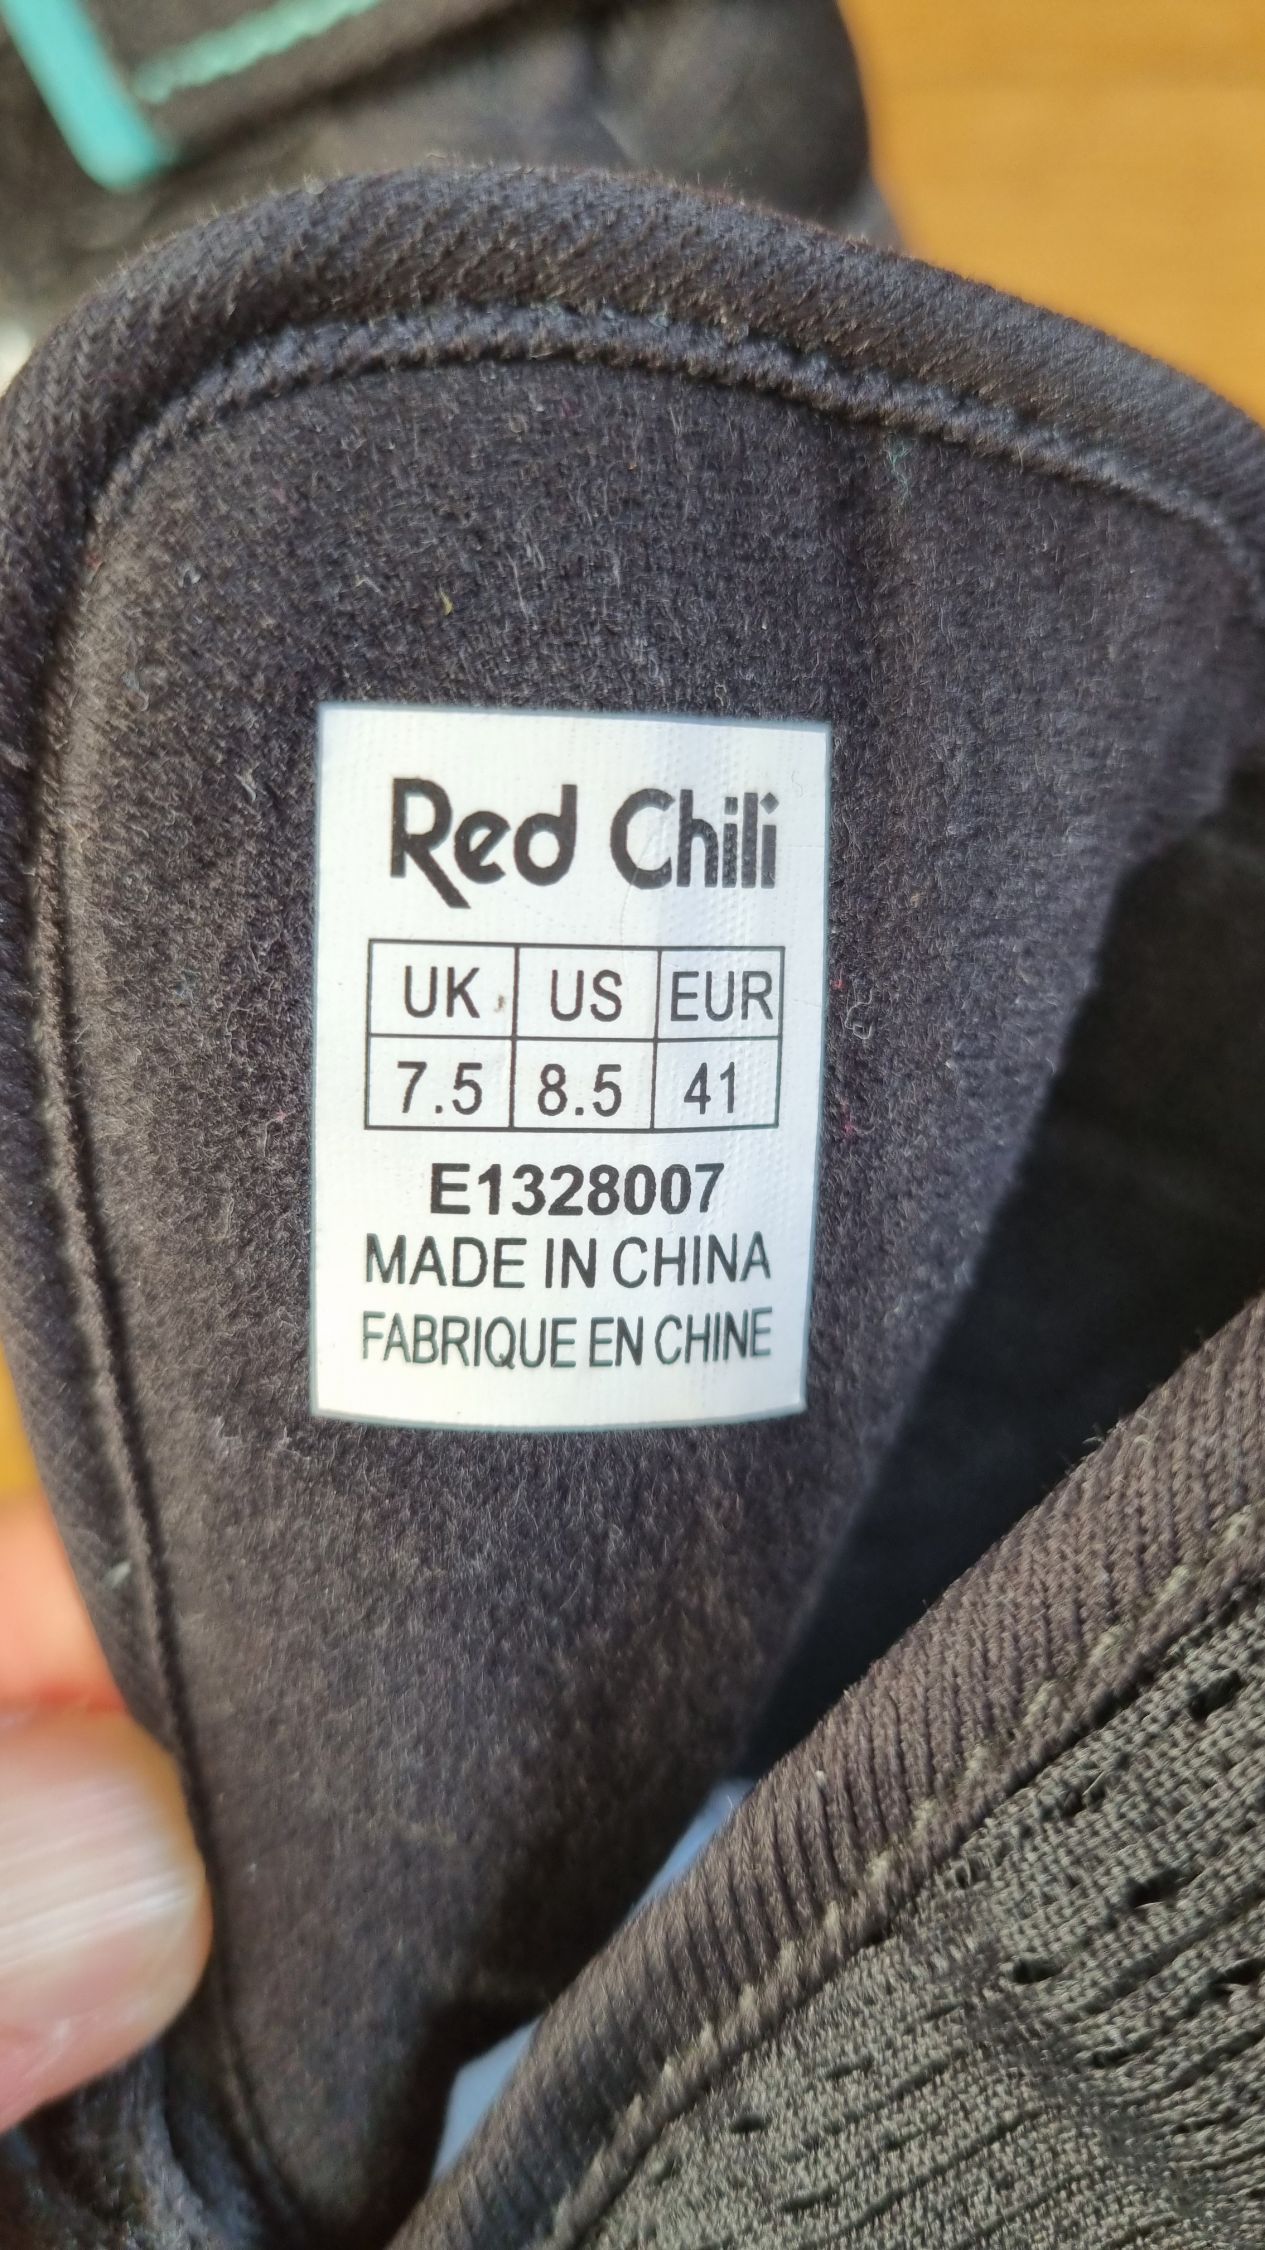 Red Chili
UK US EUR
7.5 8.5 41
E1328007
MADE IN CHINA
FABRIQUE EN CHINE